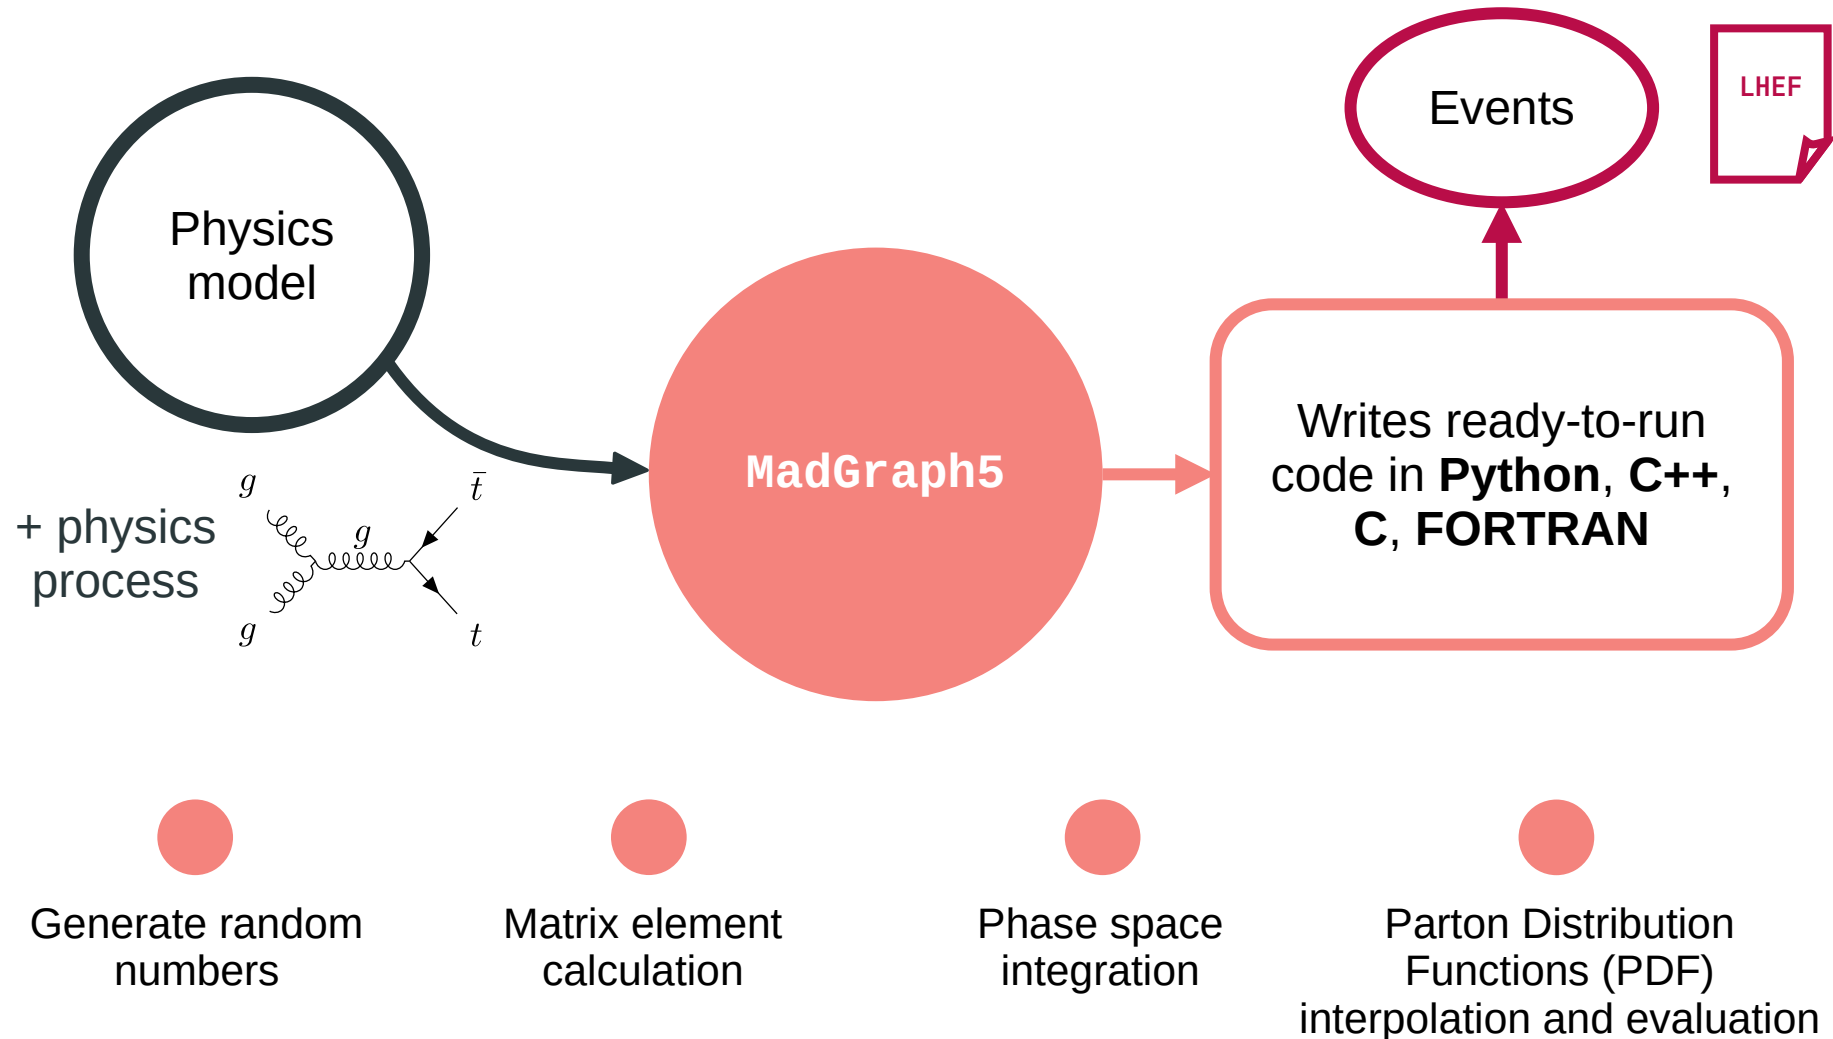 Physics
model
+ physics
process
g
g
g
t̄
t
MadGraph5
Events
LHEF
Writes ready-to-run
code in Python, C++,
C, FORTRAN
Generate random
numbers
Matrix element
calculation
Phase space
integration
Parton Distribution
Functions (PDF)
interpolation and evaluation